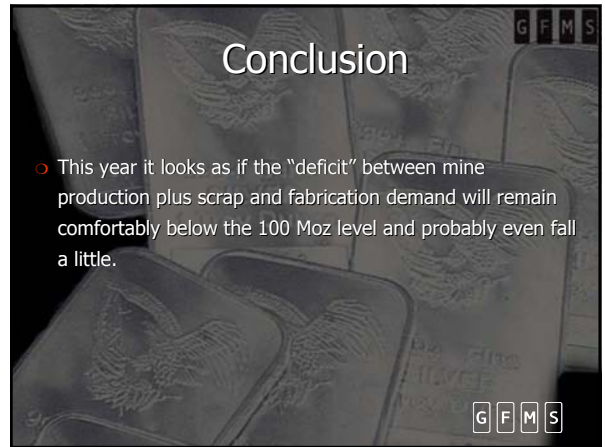 G F M S
Conclusion
This year it looks as if the “deficit” between mine
production plus scrap and fabrication demand will remain
comfortably below the 100 Moz level and probably even fall
a little.
G F M S